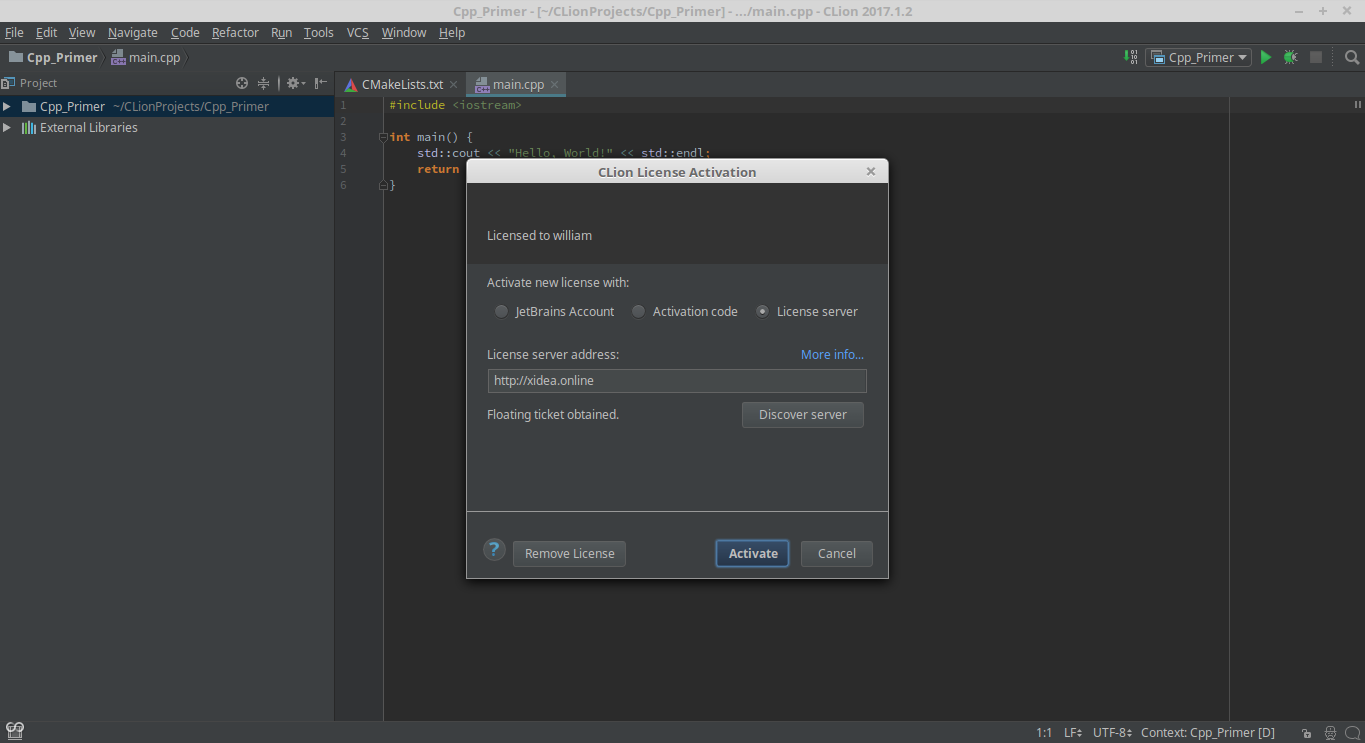 Cpp_Primer - [~/CLionProjects/Cpp_Primer] - .../main.cpp - CLion 2017.1.2
File Edit View Navigate Code Refactor Run Tools VCS Window Help
Cpp_Primer main.cpp Cpp_Primer
Project
CMakeLists.txt main.cpp
Cpp_Primer ~/CLionProjects/Cpp_Primer
External Libraries
1 #include <iostream>
2
3 int main() {
4 std::cout << "Hello, World!" << std::endl;
5 return
6 }
CLion License Activation
Licensed to william
Activate new license with:
JetBrains Account Activation code License server
License server address: More info...
http://xidea.online
Floating ticket obtained. Discover server
? Remove License Activate Cancel
1:1 LF UTF-8 Context: Cpp_Primer [D]